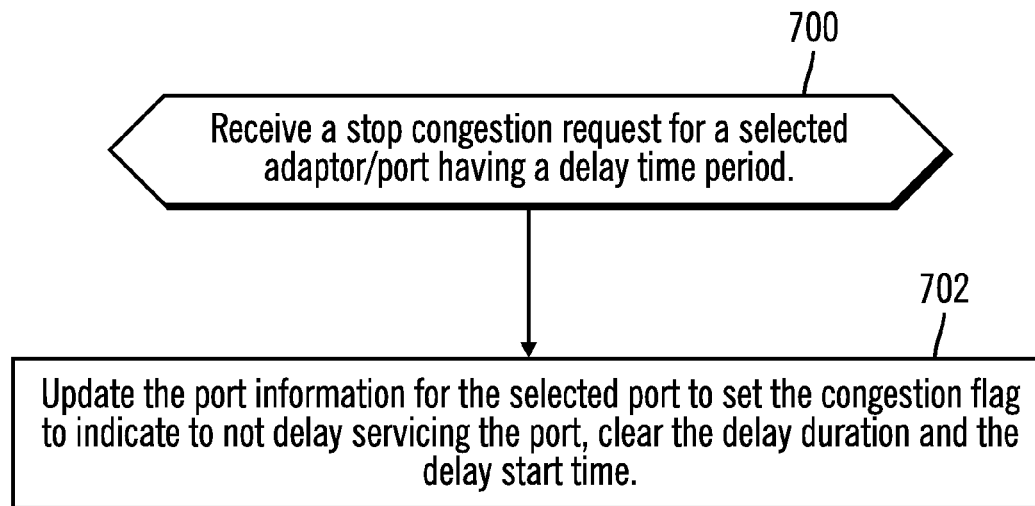 700
Receive a stop congestion request for a selected
adaptor/port having a delay time period.
702
Update the port information for the selected port to set the congestion flag
to indicate to not delay servicing the port, clear the delay duration and the
delay start time.